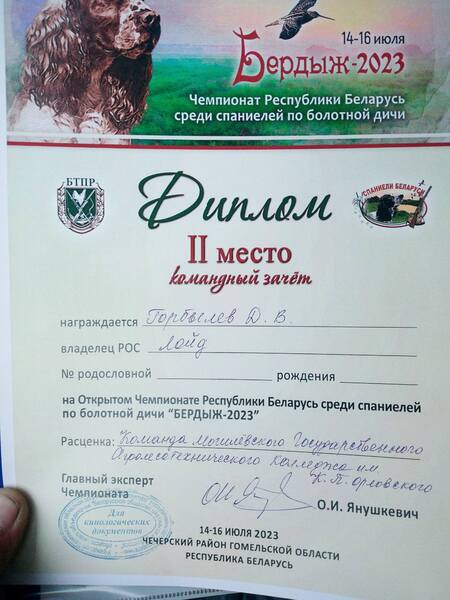 14-16 июля
Бердыж-2023
Чемпионат Республики Беларусь
среди спаниелей по болотной дичи
БТПР
СПАНИЕЛИ БЕЛАРУСИ
Диплом
II место
командный зачёт
награждается Горбылев Д. В.
владелец РОС Лойд
№ родословной рождения
на Открытом Чемпионате Республики Беларусь среди спаниелей
по болотной дичи "БЕРДЫЖ-2023"
Расценка: Команда Могилёвского Государственного
Агролесотехнического колледжа им
К. П. Орловского
Главный эксперт
Чемпионата
О.И. Янушкевич
Для
кинологических
документов
14-16 ИЮЛЯ 2023
ЧЕЧЕРСКИЙ РАЙОН ГОМЕЛЬСКОЙ ОБЛАСТИ
РЕСПУБЛИКА БЕЛАРУСЬ